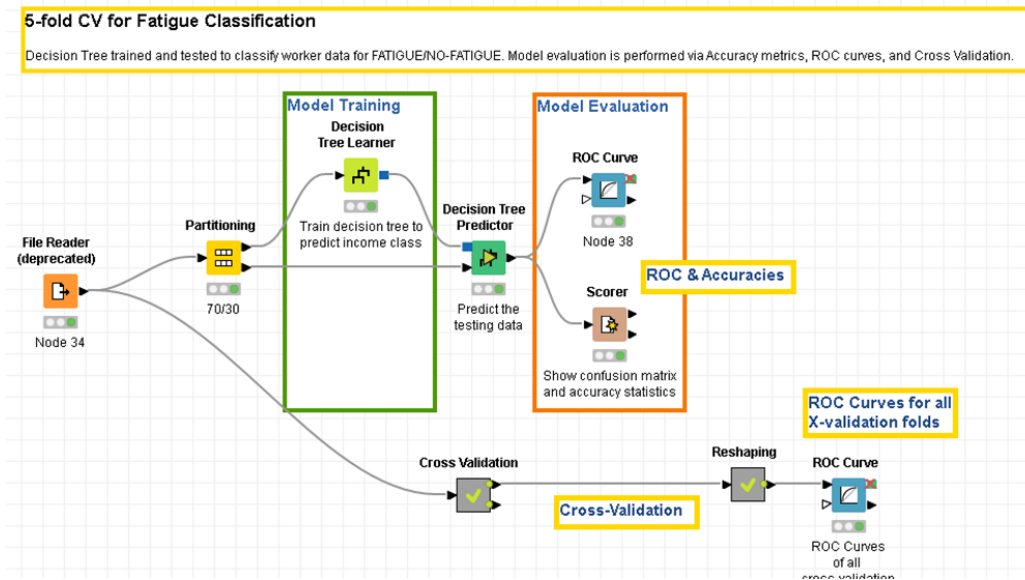 5-fold CV for Fatigue Classification
Decision Tree trained and tested to classify worker data for FATIGUE/NO-FATIGUE. Model evaluation is performed via Accuracy metrics, ROC curves, and Cross Validation.
Model Training
Decision
Tree Learner
Train decision tree to
predict income class
Model Evaluation
ROC Curve
Node 38
Partitioning
70/30
Decision Tree
Predictor
Predict the
testing data
File Reader
(deprecated)
Node 34
ROC & Accuracies
Scorer
Show confusion matrix
and accuracy statistics
ROC Curves for all
X-validation folds
Cross Validation
Cross-Validation
Reshaping
ROC Curve
ROC Curves
of all
cross validation